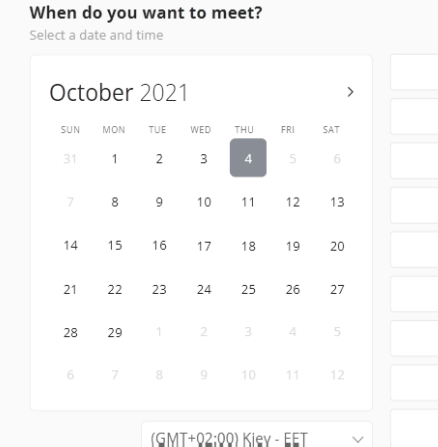 When do you want to meet?
Select a date and time
October 2021
SUN MON TUE WED THU FRI SAT
31 1 2 3 4 5 6
7 8 9 10 11 12 13
14 15 16 17 18 19 20
21 22 23 24 25 26 27
28 29 1 2 3 4 5
6 7 8 9 10 11 12
(GMT+02:00) Kiev - EET